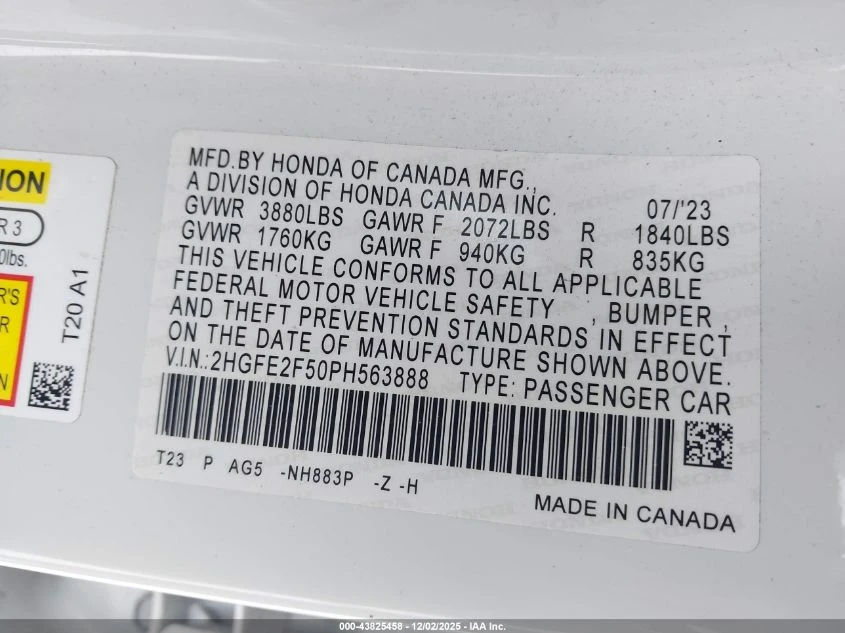 ION
R 3
0lbs.
'S
R
N
T20 A1
MFD.BY HONDA OF CANADA MFG.,
A DIVISION OF HONDA CANADA INC. 07/'23
GVWR 3880LBS GAWR F 2072LBS R 1840LBS
GVWR 1760KG GAWR F 940KG R 835KG
THIS VEHICLE CONFORMS TO ALL APPLICABLE
FEDERAL MOTOR VEHICLE SAFETY , BUMPER ,
AND THEFT PREVENTION STANDARDS IN EFFECT
ON THE DATE OF MANUFACTURE SHOWN ABOVE.
V.I.N.:2HGFE2F50PH563888 TYPE: PASSENGER CAR
T23 P AG5 -NH883P -Z -H
MADE IN CANADA
000-43825458 - 12/02/2025 - IAA Inc.